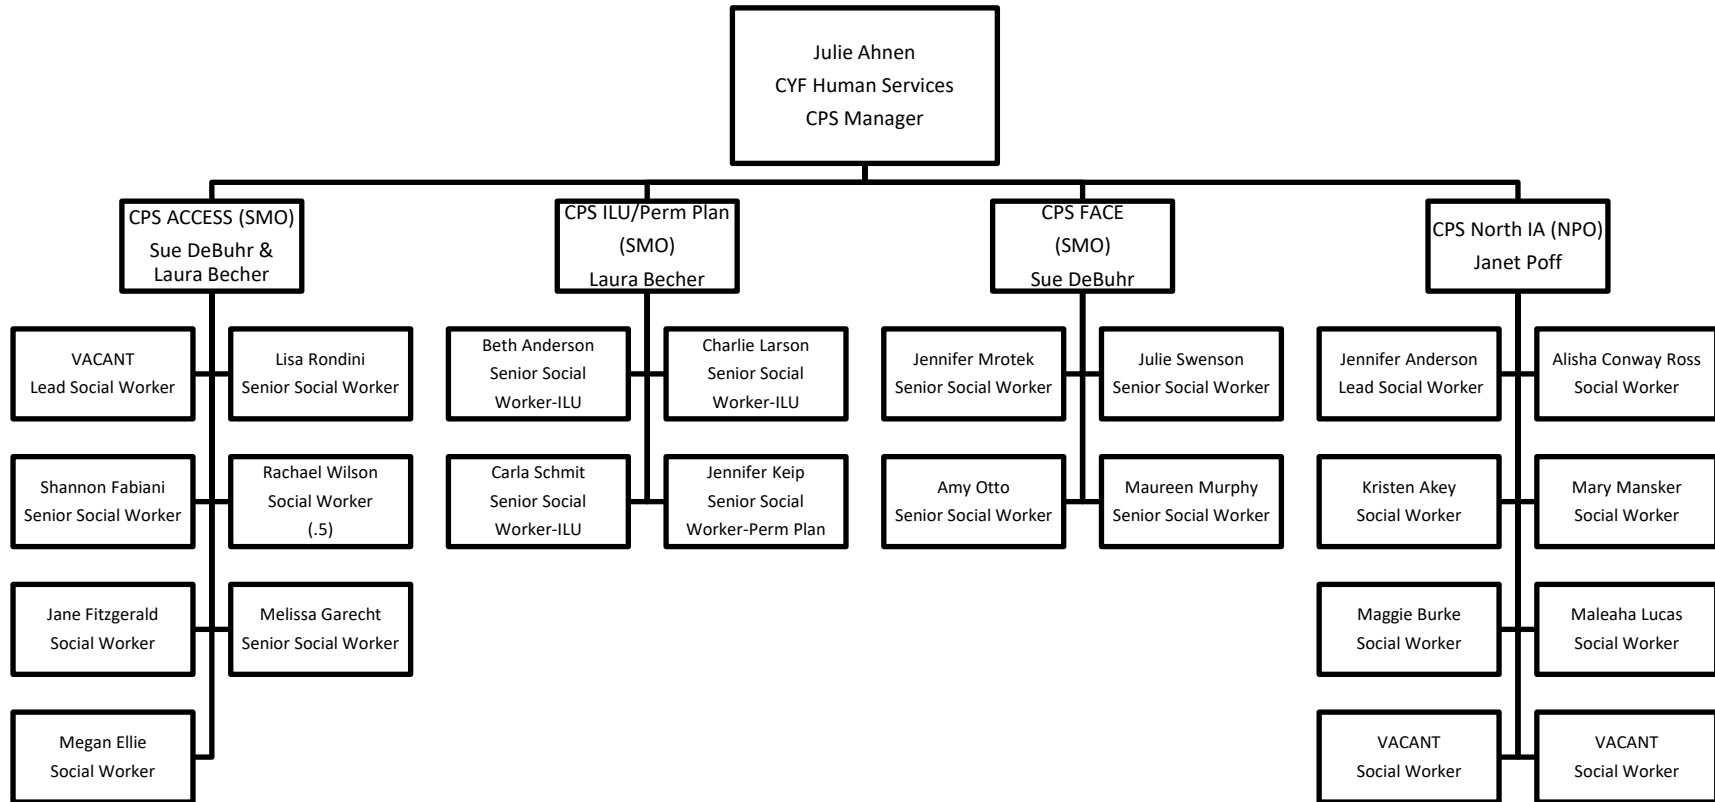 Julie Ahnen
CYF Human Services
CPS Manager
CPS ACCESS (SMO)
Sue DeBuhr &
Laura Becher
CPS ILU/Perm Plan
(SMO)
Laura Becher
CPS FACE
(SMO)
Sue DeBuhr
CPS North IA (NPO)
Janet Poff
VACANT
Lead Social Worker
Lisa Rondini
Senior Social Worker
Beth Anderson
Senior Social
Worker-ILU
Charlie Larson
Senior Social
Worker-ILU
Jennifer Mrotek
Senior Social Worker
Julie Swenson
Senior Social Worker
Jennifer Anderson
Lead Social Worker
Alisha Conway Ross
Social Worker
Shannon Fabiani
Senior Social Worker
Rachael Wilson
Social Worker
(.5)
Carla Schmit
Senior Social
Worker-ILU
Jennifer Keip
Senior Social
Worker-Perm Plan
Amy Otto
Senior Social Worker
Maureen Murphy
Senior Social Worker
Kristen Akey
Social Worker
Mary Mansker
Social Worker
Jane Fitzgerald
Social Worker
Melissa Garecht
Senior Social Worker
Maggie Burke
Social Worker
Maleaha Lucas
Social Worker
Megan Ellie
Social Worker
VACANT
Social Worker
VACANT
Social Worker